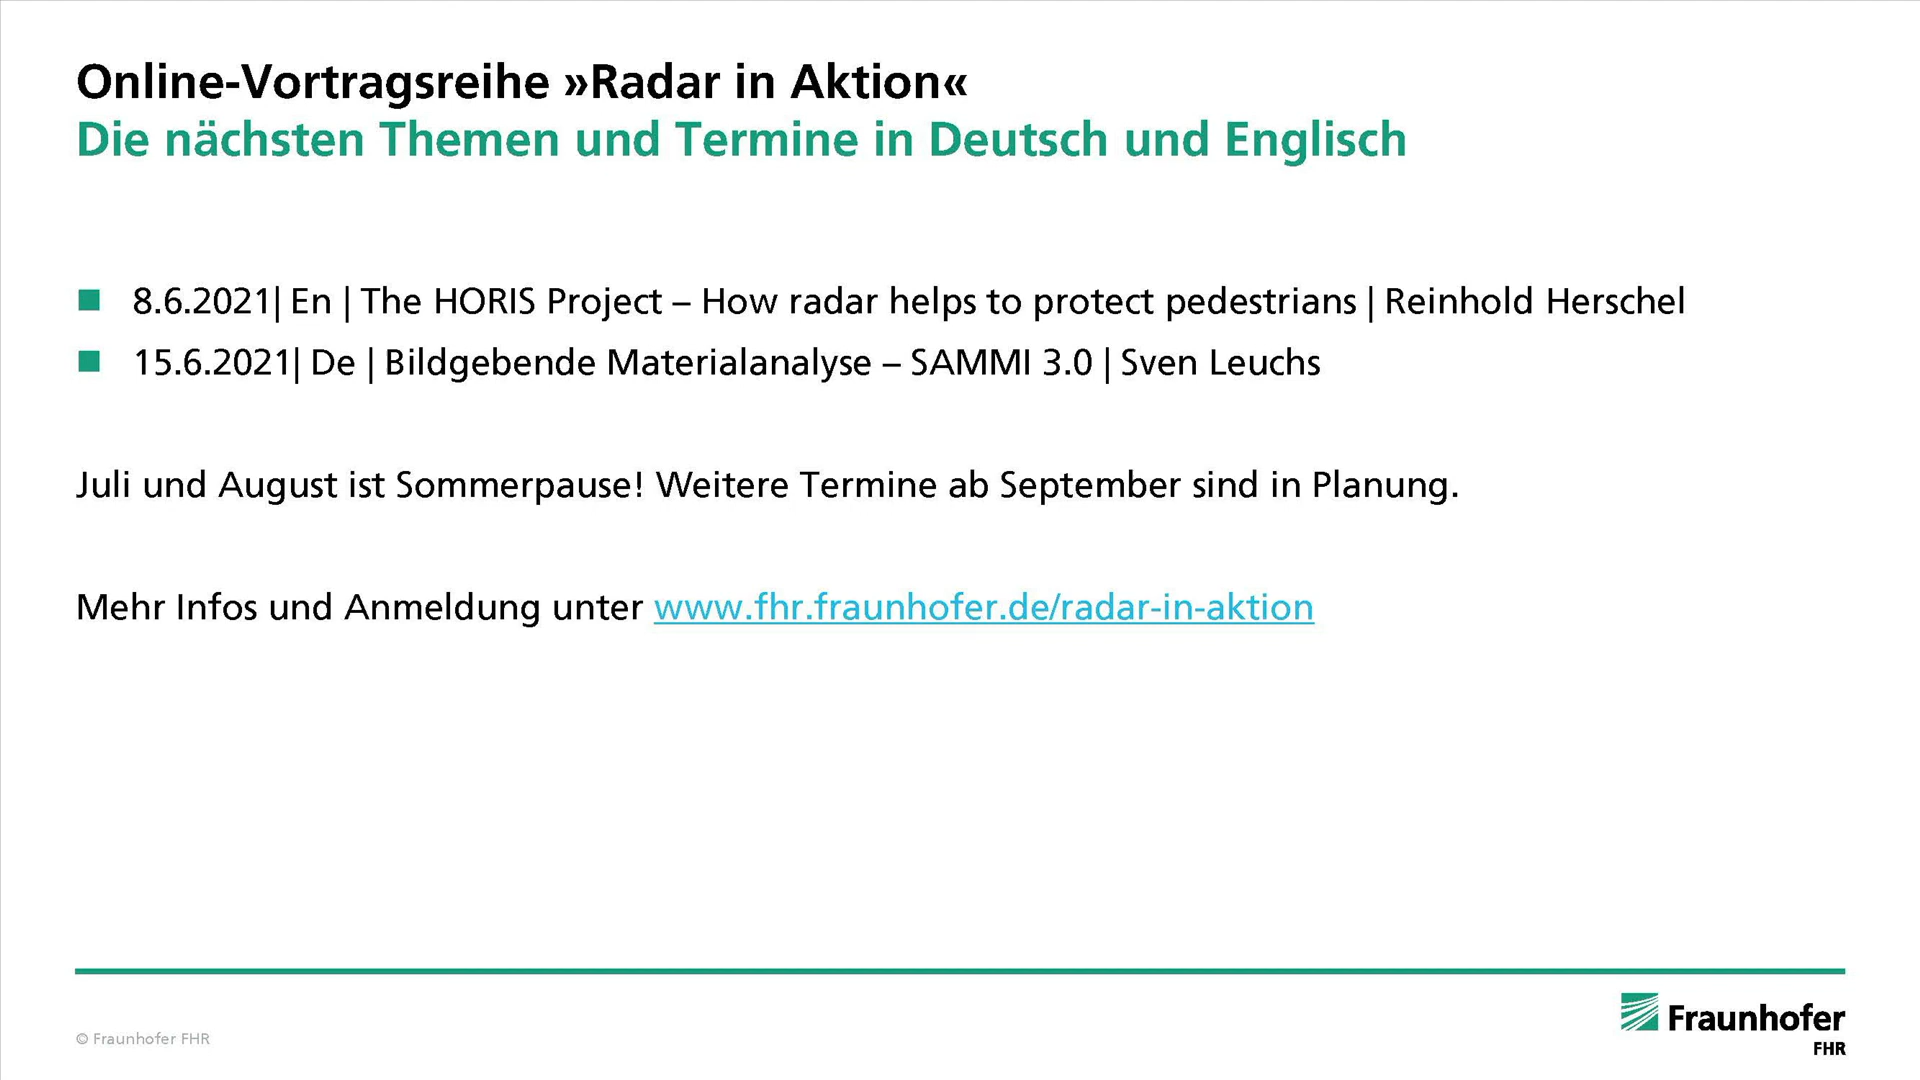 Online-Vortragsreihe »Radar in Aktion«
Die nächsten Themen und Termine in Deutsch und Englisch
8.6.2021| En | The HORIS Project – How radar helps to protect pedestrians | Reinhold Herschel
15.6.2021| De | Bildgebende Materialanalyse – SAMMI 3.0 | Sven Leuchs
Juli und August ist Sommerpause! Weitere Termine ab September sind in Planung.
Mehr Infos und Anmeldung unter www.fhr.fraunhofer.de/radar-in-aktion
© Fraunhofer FHR
Fraunhofer
FHR